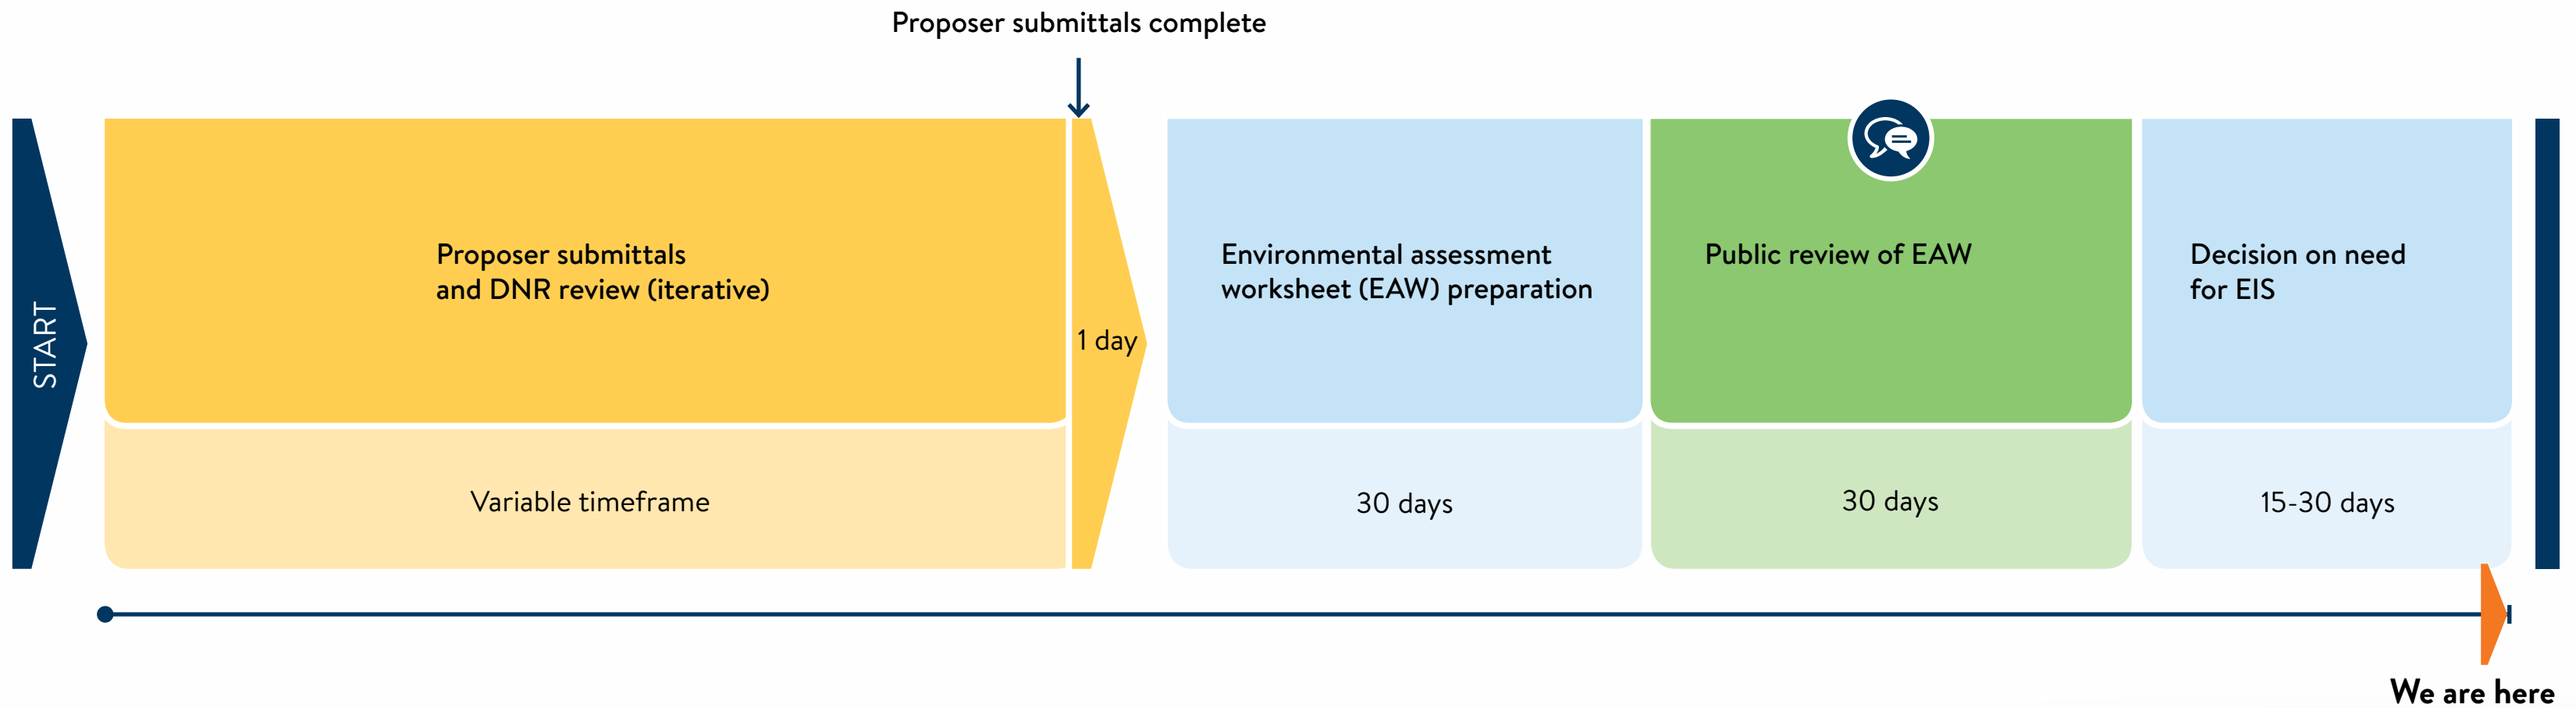 Proposer submittals complete
START
Proposer submittals
and DNR review (iterative)
1 day
Environmental assessment
worksheet (EAW) preparation
Public review of EAW
Decision on need
for EIS
Variable timeframe
30 days
30 days
15-30 days
We are here